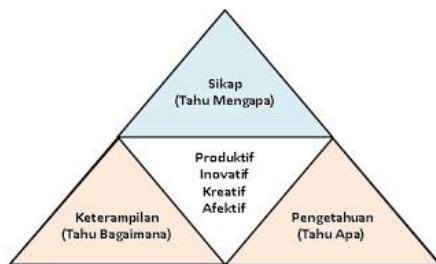 Sikap
(Tahu Mengapa)
Produktif
Inovatif
Kreatif
Afektif
Keterampilan
(Tahu Bagaimana)
Pengetahuan
(Tahu Apa)